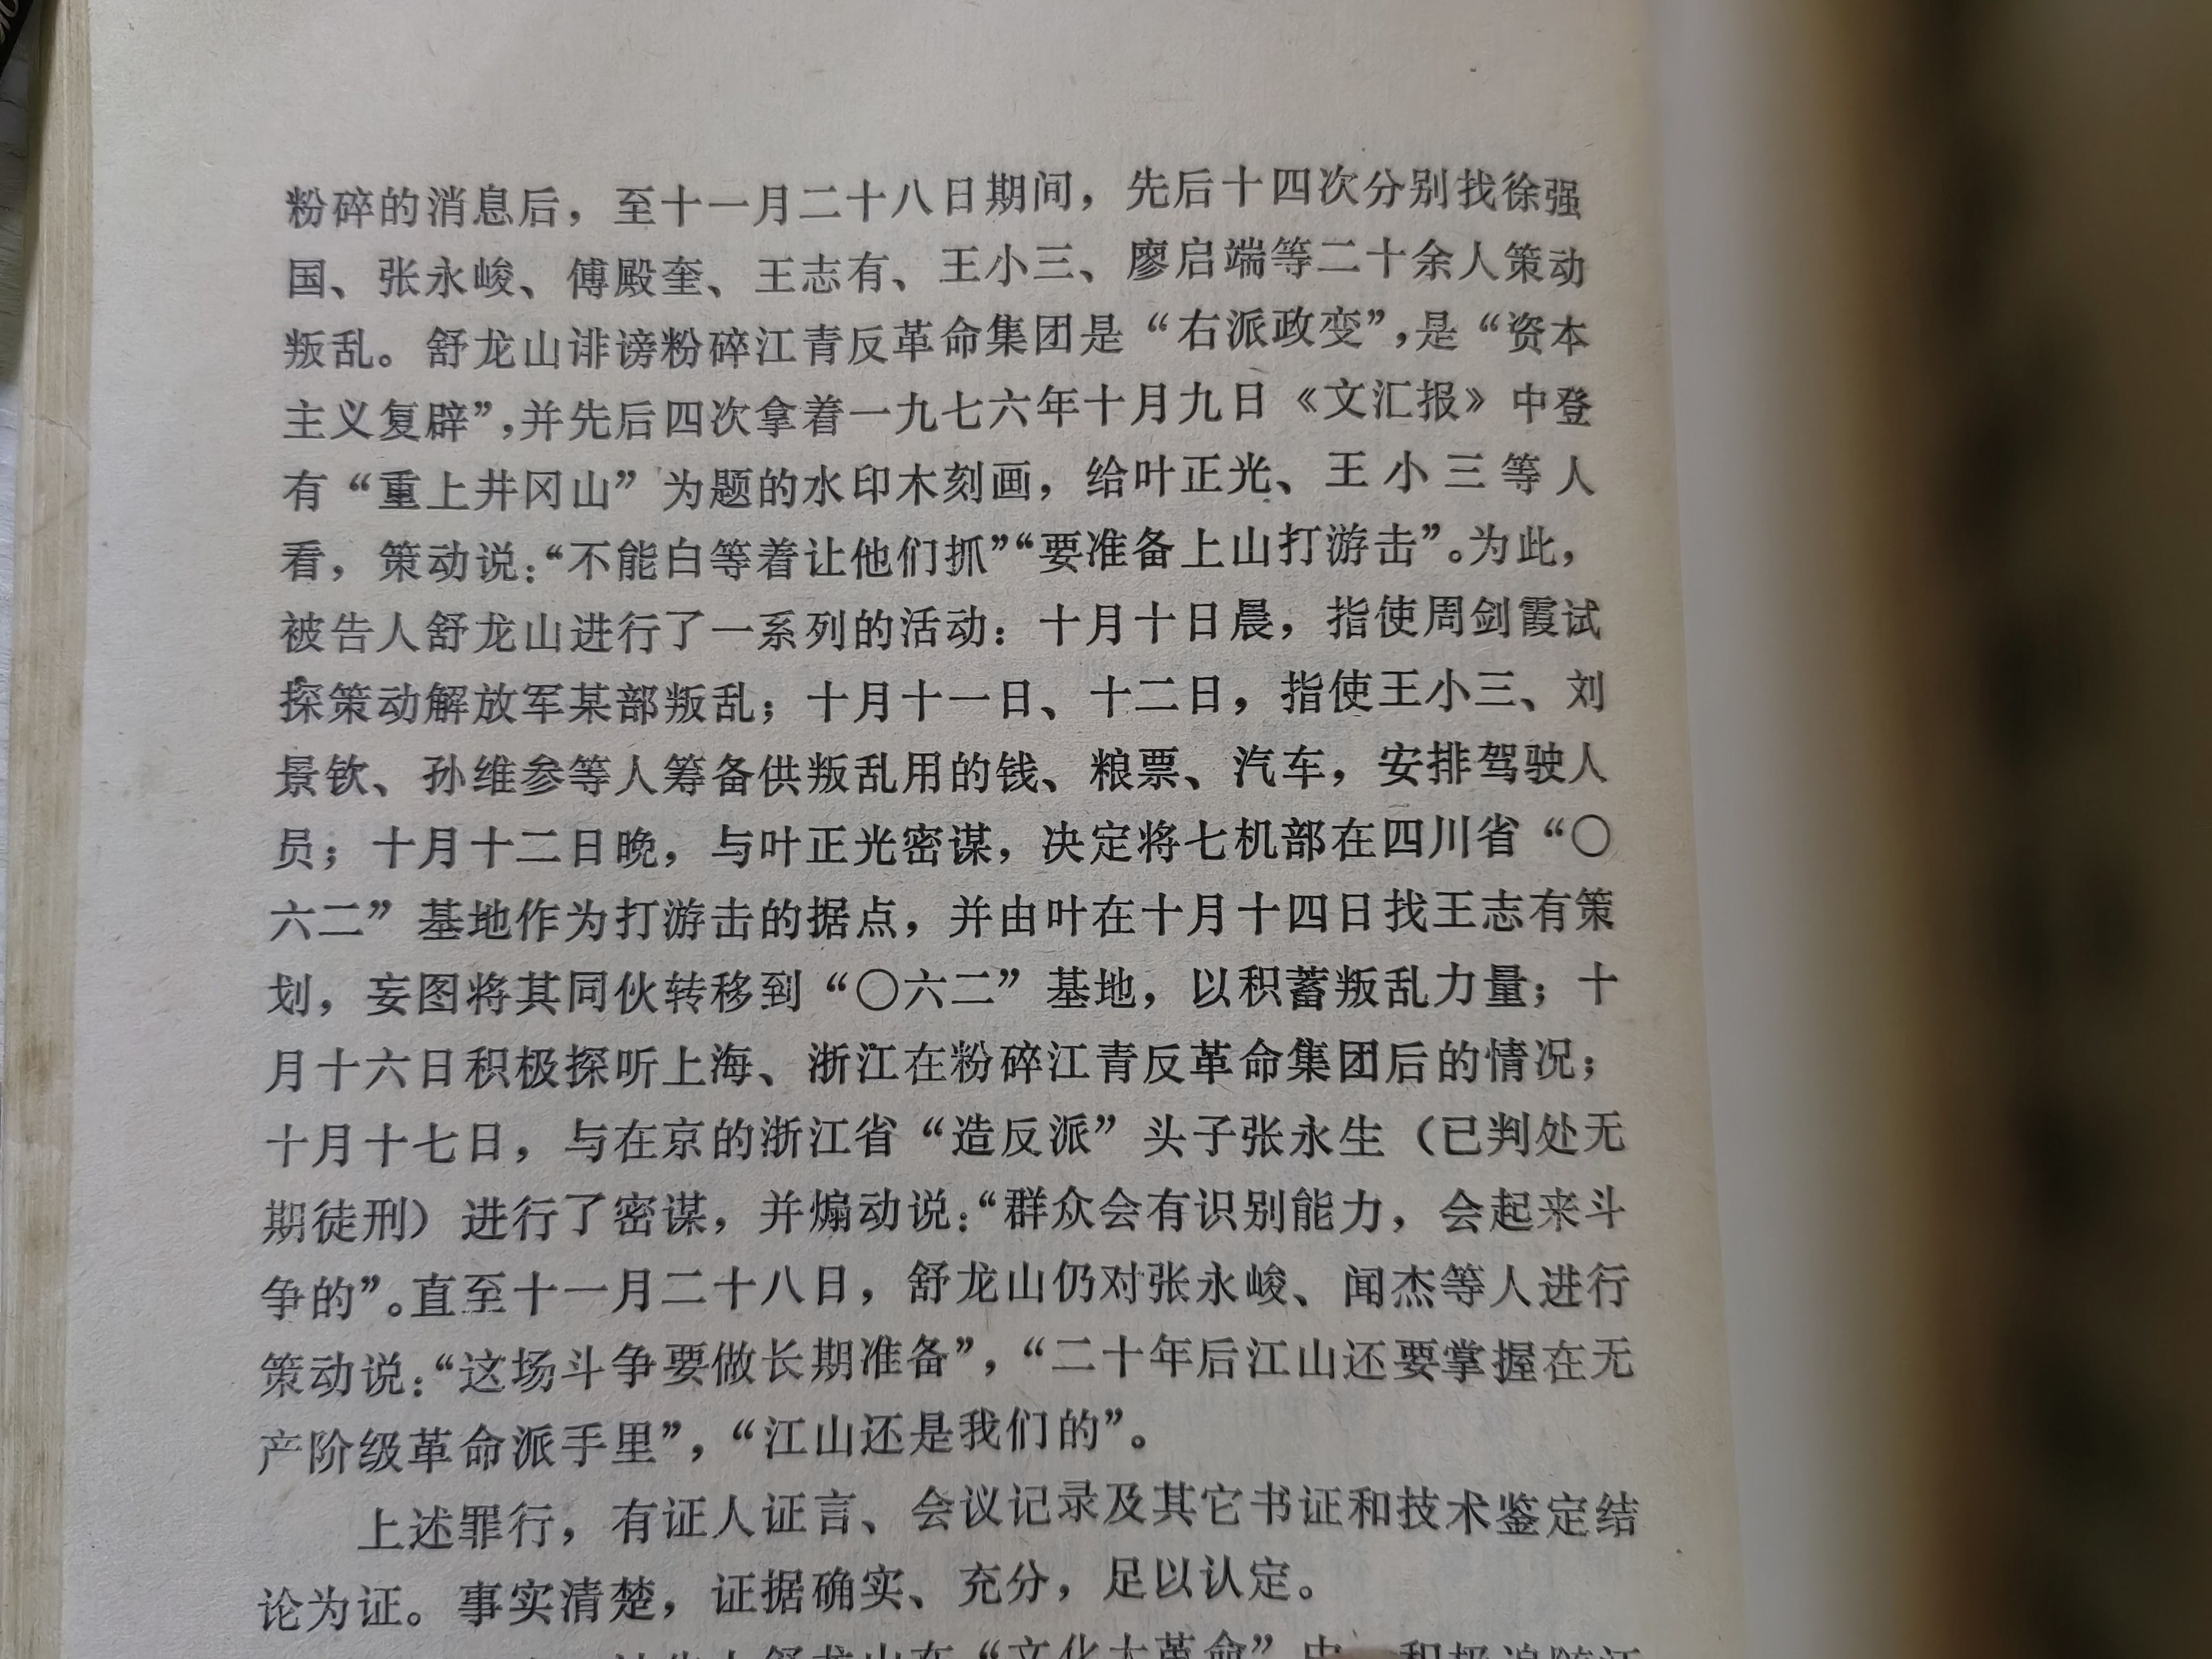 粉碎的消息后，至十一月二十八日期间，先后十四次分别找徐强
国、张永峻、傅殿奎、王志有、王小三、廖启端等二十余人策动
叛乱。舒龙山诽谤粉碎江青反革命集团是“右派政变”，是“资本
主义复辟”，并先后四次拿着一九七六年十月九日《文汇报》中登
有“重上井冈山”为题的水印木刻画，给叶正光、王小三等人
看，策动说：“不能白等着让他们抓”“要准备上山打游击”。为此，
被告人舒龙山进行了一系列的活动：十月十日晨，指使周剑霞试
探策动解放军某部叛乱；十月十一日、十二日，指使王小三、刘
景钦、孙维参等人筹备供叛乱用的钱、粮票、汽车，安排驾驶人
员；十月十二日晚，与叶正光密谋，决定将七机部在四川省“〇
六二”基地作为打游击的据点，并由叶在十月十四日找王志有策
划，妄图将其同伙转移到“〇六二”基地，以积蓄叛乱力量；十
月十六日积极探听上海、浙江在粉碎江青反革命集团后的情况；
十月十七日，与在京的浙江省“造反派”头子张永生（已判处无
期徒刑）进行了密谋，并煽动说：“群众会有识别能力，会起来斗
争的”。直至十一月二十八日，舒龙山仍对张永峻、闻杰等人进行
策动说：“这场斗争要做长期准备”，“二十年后江山还要掌握在无
产阶级革命派手里”，“江山还是我们的”。
上述罪行，有证人证言、会议记录及其它书证和技术鉴定结
论为证。事实清楚，证据确实、充分，足以认定。
舒龙山在“文化大革命”中，积极追随江